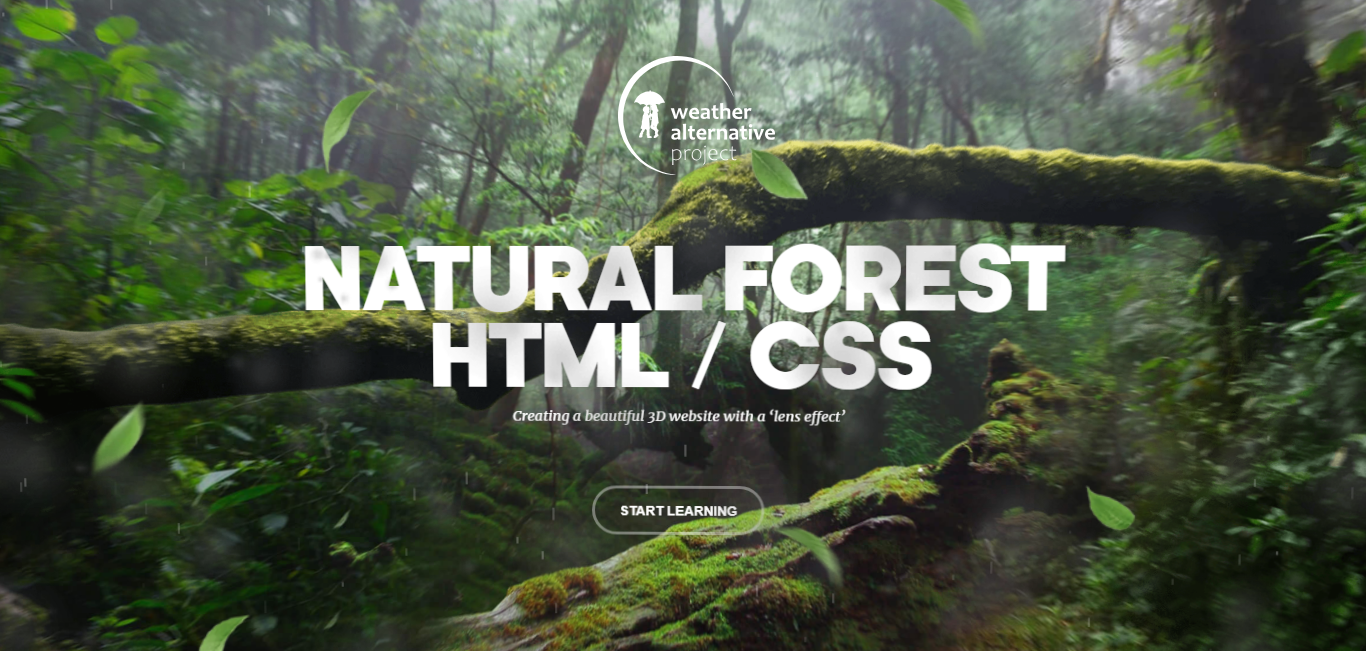 weather
alternative
project
NATURAL FOREST
HTML / CSS
Creating a beautiful 3D website with a ‘lens effect’
START LEARNING